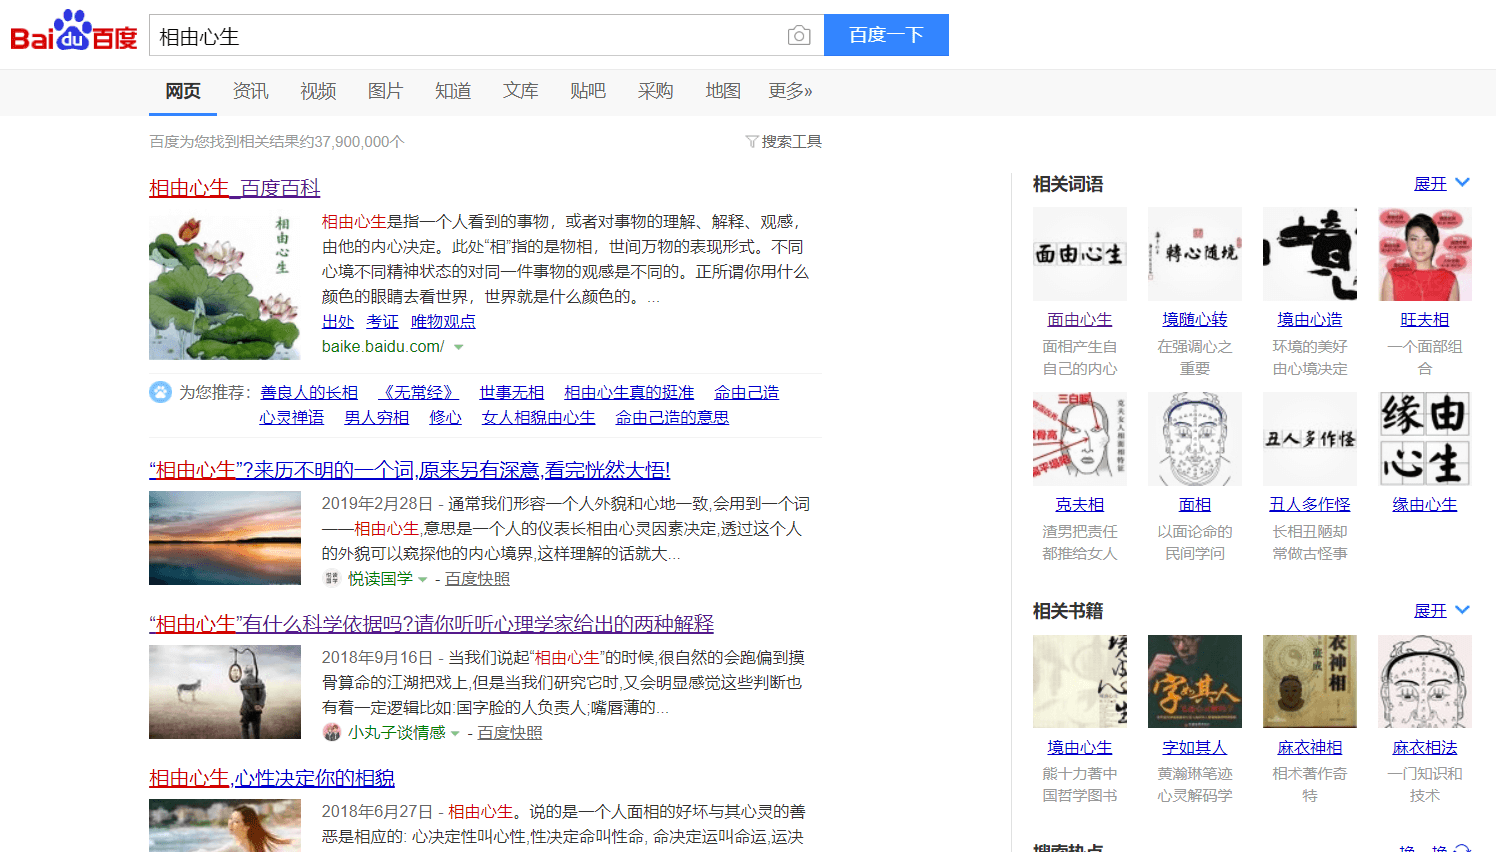 Bai du 百度
相由心生
百度一下
网页 资讯 视频 图片 知道 文库 贴吧 采购 地图 更多»
百度为您找到相关结果约37,900,000个
搜索工具
相由心生_百度百科
相由心生
相由心生是指一个人看到的事物，或者对事物的理解、解释、观感，
由他的内心决定。此处“相”指的是物相，世间万物的表现形式。不同
心境不同精神状态的对同一件事物的观感是不同的。正所谓你用什么
颜色的眼睛去看世界，世界就是什么颜色的。...
出处 考证 唯物观点
baike.baidu.com/
为您推荐： 善良人的长相 《无常经》 世事无相 相由心生真的挺准 命由己造
心灵禅语 男人穷相 修心 女人相貌由心生 命由己造的意思
“相由心生”?来历不明的一个词,原来另有深意,看完恍然大悟!
2019年2月28日 - 通常我们形容一个人外貌和心地一致,会用到一个词
——相由心生,意思是一个人的仪表长相由心灵因素决定,透过这个人
的外貌可以窥探他的内心境界,这样理解的话就大...
悦读国学 - 百度快照
“相由心生”有什么科学依据吗?请你听听心理学家给出的两种解释
2018年9月16日 - 当我们说起“相由心生”的时候,很自然的会跑偏到摸
骨算命的江湖把戏上,但是当我们研究它时,又会明显感觉这些判断也
有着一定逻辑比如:国字脸的人负责人;嘴唇薄的...
小丸子谈情感 - 百度快照
相由心生,心性决定你的相貌
2018年6月27日 - 相由心生。说的是一个人面相的好坏与其心灵的善
恶是相应的: 心决定性叫心性,性决定命叫性命, 命决定运叫命运,运决
相关词语 展开
面由心生 轉心随境 境
面由心生 境随心转 境由心造 旺夫相
面相产生自 在强调心之 环境的美好 一个面部组
自己的内心 重要 由心境决定 合
三白眼
克夫女人相面相特征
丑人多作怪
缘由
心生
克夫相 面相 丑人多作怪 缘由心生
渣男把责任 以面论命的 长相丑陋却
都推给女人 民间学问 常做古怪事
相关书籍 展开
字如其人
衣神相
境由心生 字如其人 麻衣神相 麻衣相法
熊十力著中 黄瀚琳笔迹 相术著作奇 一门知识和
国哲学图书 心灵解码学 特 技术
搜索热点 换一换